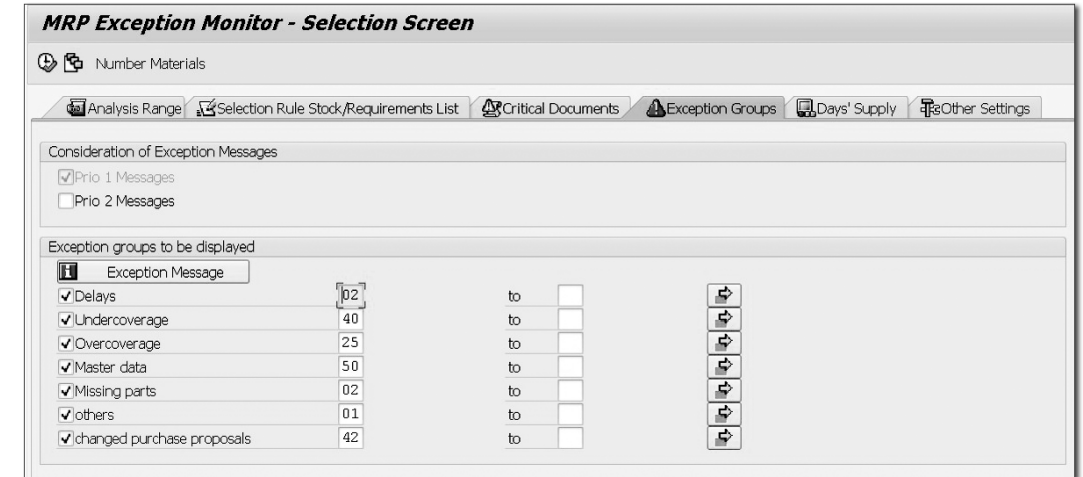 MRP Exception Monitor - Selection Screen
Number Materials
Analysis Range Selection Rule Stock/Requirements List Critical Documents Exception Groups Days' Supply Other Settings
Consideration of Exception Messages
Prio 1 Messages
Prio 2 Messages
Exception groups to be displayed
Exception Message
Delays 02 to
Undercoverage 40 to
Overcoverage 25 to
Master data 50 to
Missing parts 02 to
others 01 to
changed purchase proposals 42 to